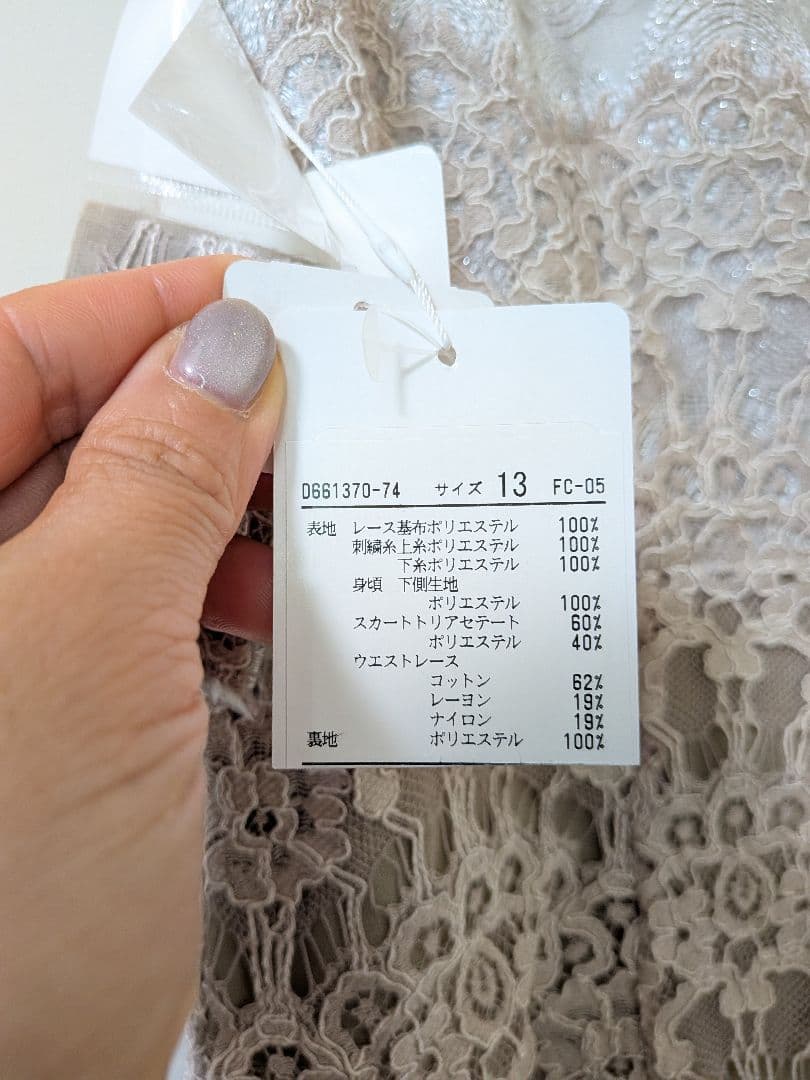 D661370-74 サイズ 13 FC-05
表地 レース基布ポリエステル 100%
刺繍糸上糸ポリエステル 100%
下糸ポリエステル 100%
身頃 下側生地
ポリエステル 100%
スカートトリアセテート 60%
ポリエステル 40%
ウエストレース
コットン 62%
レーヨン 19%
ナイロン 19%
裏地 ポリエステル 100%